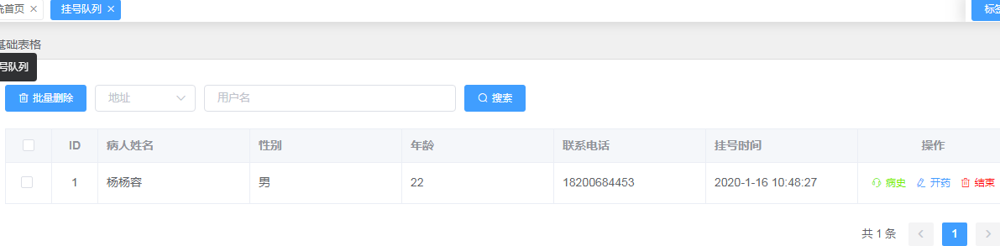 统首页 挂号队列 标签
基础表格
号队列
批量删除 地址 用户名 搜索
ID 病人姓名 性别 年龄 联系电话 挂号时间 操作
1 杨杨容 男 22 18200684453 2020-1-16 10:48:27 病史 开药 结束
共 1 条 1